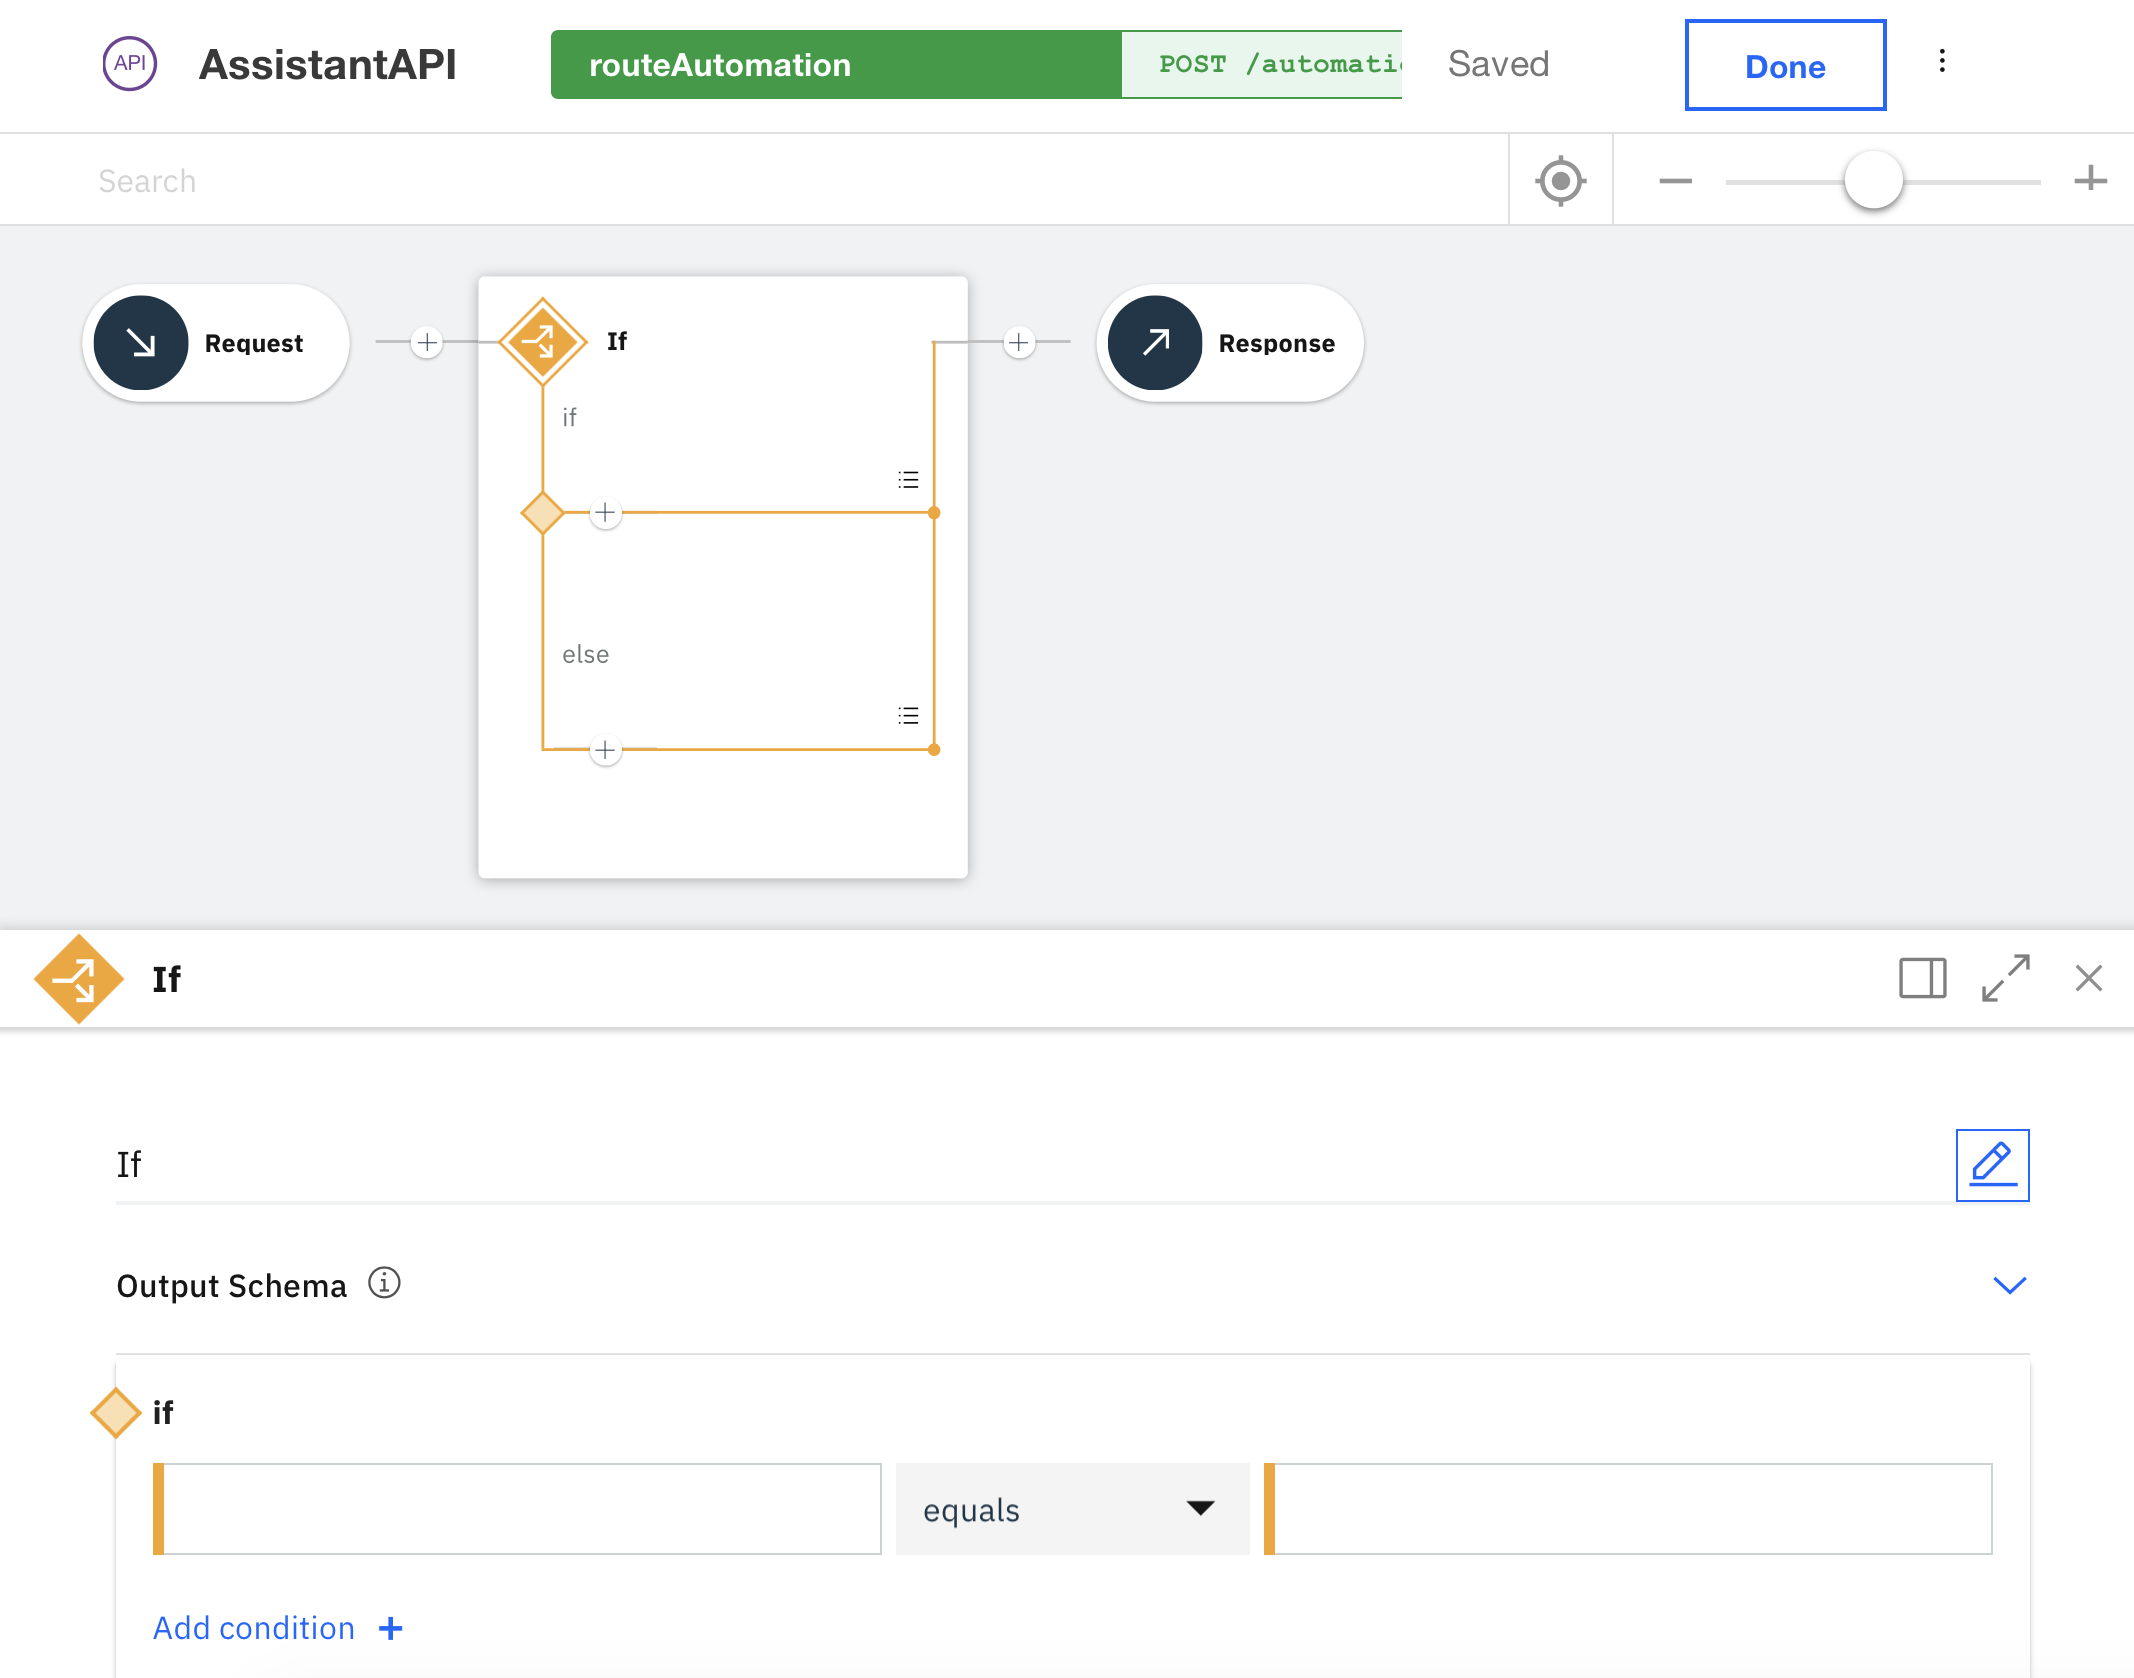 API AssistantAPI routeAutomation POST /automati Saved Done
Search
Request If Response
if
else
If
If
Output Schema
if
equals
Add condition +